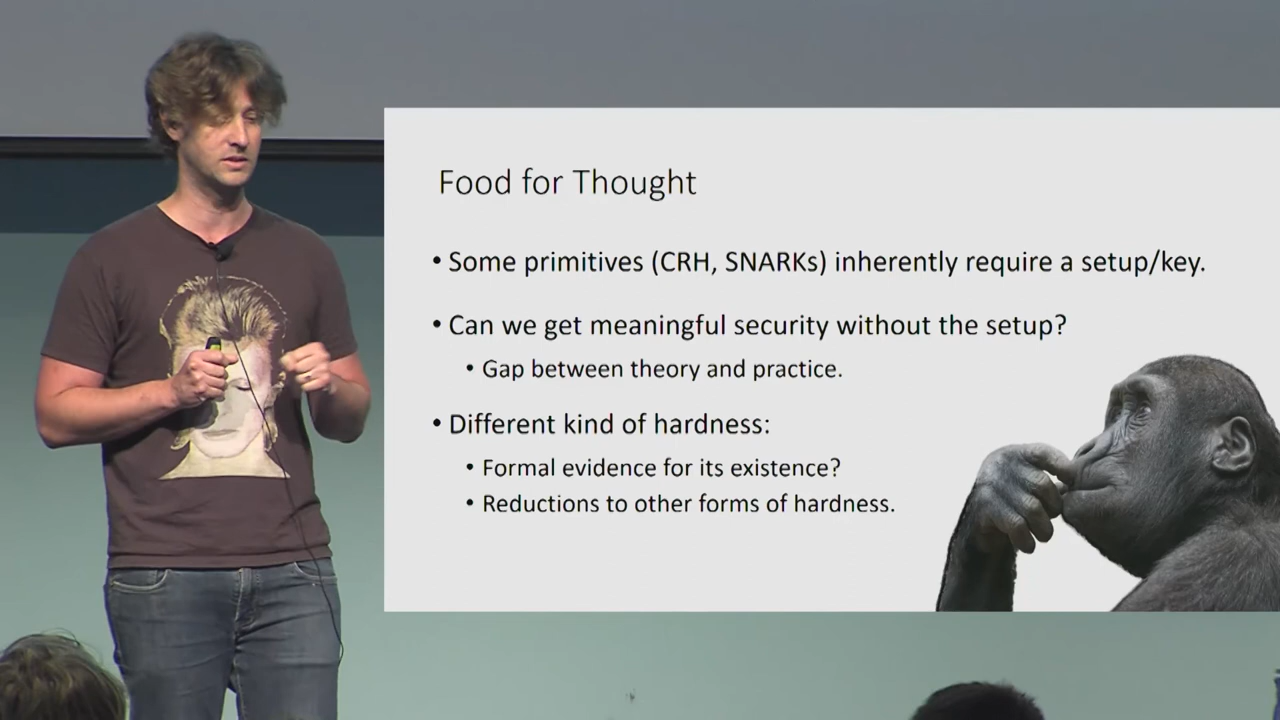 Food for Thought
• Some primitives (CRH, SNARKs) inherently require a setup/key.
• Can we get meaningful security without the setup?
• Gap between theory and practice.
• Different kind of hardness:
• Formal evidence for its existence?
• Reductions to other forms of hardness.